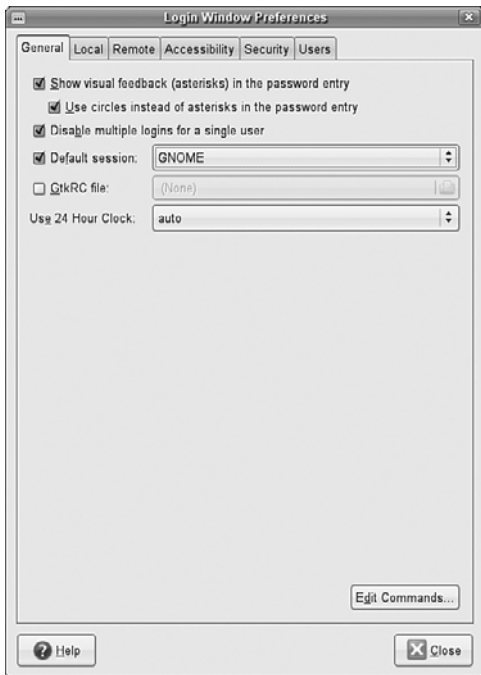 Login Window Preferences
General Local Remote Accessibility Security Users
Show visual feedback (asterisks) in the password entry
Use circles instead of asterisks in the password entry
Disable multiple logins for a single user
Default session: GNOME
GtkRC file: (None)
Use 24 Hour Clock: auto
Edit Commands...
Help Close